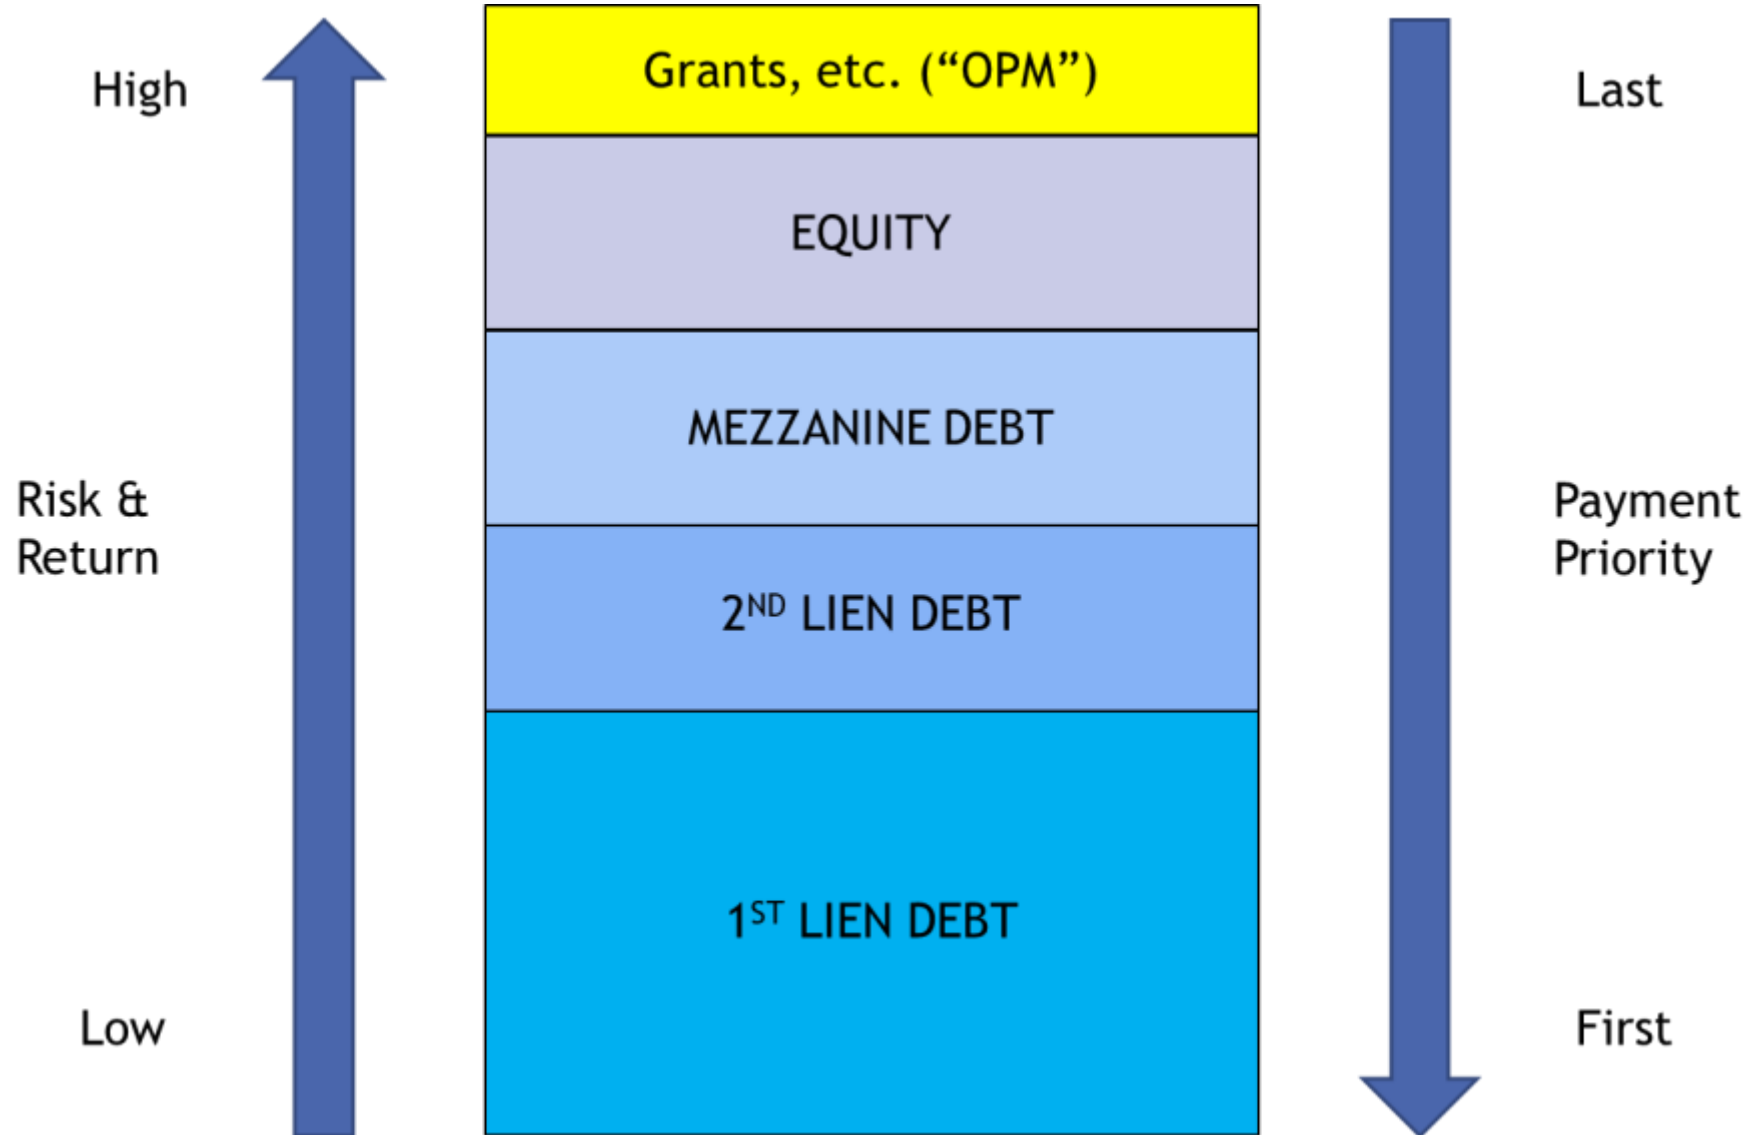 High
Grants, etc. (“OPM”)
Last
EQUITY
MEZZANINE DEBT
Risk &
Return
Payment
Priority
2ND LIEN DEBT
1ST LIEN DEBT
Low
First